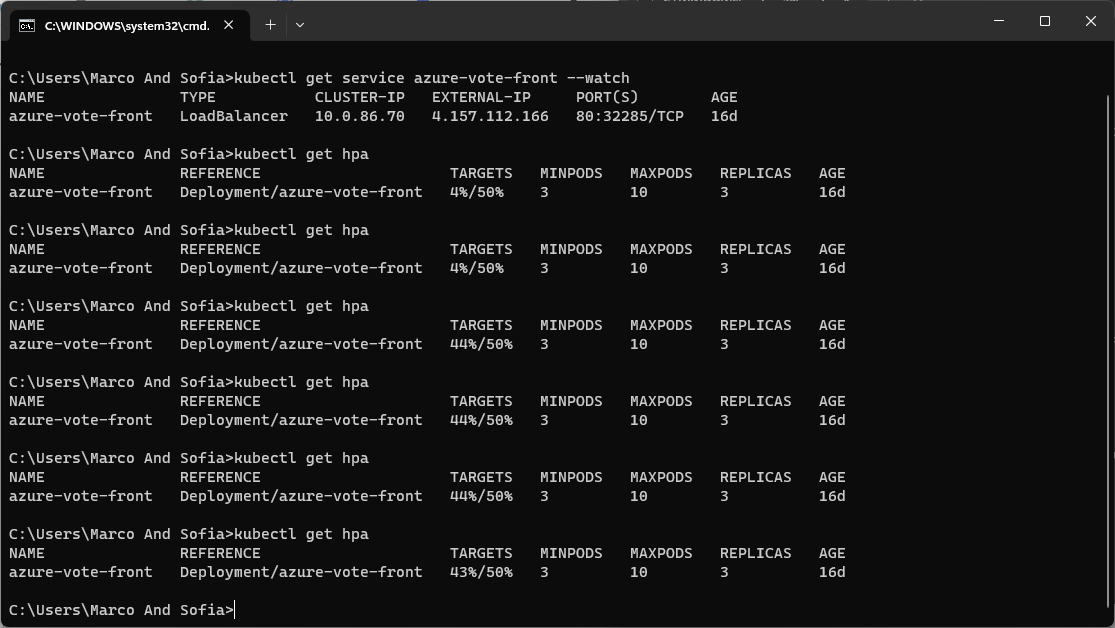 C:\WINDOWS\system32\cmd.
C:\Users\Marco And Sofia>kubectl get service azure-vote-front --watch
NAME TYPE CLUSTER-IP EXTERNAL-IP PORT(S) AGE
azure-vote-front LoadBalancer 10.0.86.70 4.157.112.166 80:32285/TCP 16d
C:\Users\Marco And Sofia>kubectl get hpa
NAME REFERENCE TARGETS MINPODS MAXPODS REPLICAS AGE
azure-vote-front Deployment/azure-vote-front 4%/50% 3 10 3 16d
C:\Users\Marco And Sofia>kubectl get hpa
NAME REFERENCE TARGETS MINPODS MAXPODS REPLICAS AGE
azure-vote-front Deployment/azure-vote-front 4%/50% 3 10 3 16d
C:\Users\Marco And Sofia>kubectl get hpa
NAME REFERENCE TARGETS MINPODS MAXPODS REPLICAS AGE
azure-vote-front Deployment/azure-vote-front 44%/50% 3 10 3 16d
C:\Users\Marco And Sofia>kubectl get hpa
NAME REFERENCE TARGETS MINPODS MAXPODS REPLICAS AGE
azure-vote-front Deployment/azure-vote-front 44%/50% 3 10 3 16d
C:\Users\Marco And Sofia>kubectl get hpa
NAME REFERENCE TARGETS MINPODS MAXPODS REPLICAS AGE
azure-vote-front Deployment/azure-vote-front 44%/50% 3 10 3 16d
C:\Users\Marco And Sofia>kubectl get hpa
NAME REFERENCE TARGETS MINPODS MAXPODS REPLICAS AGE
azure-vote-front Deployment/azure-vote-front 43%/50% 3 10 3 16d
C:\Users\Marco And Sofia>